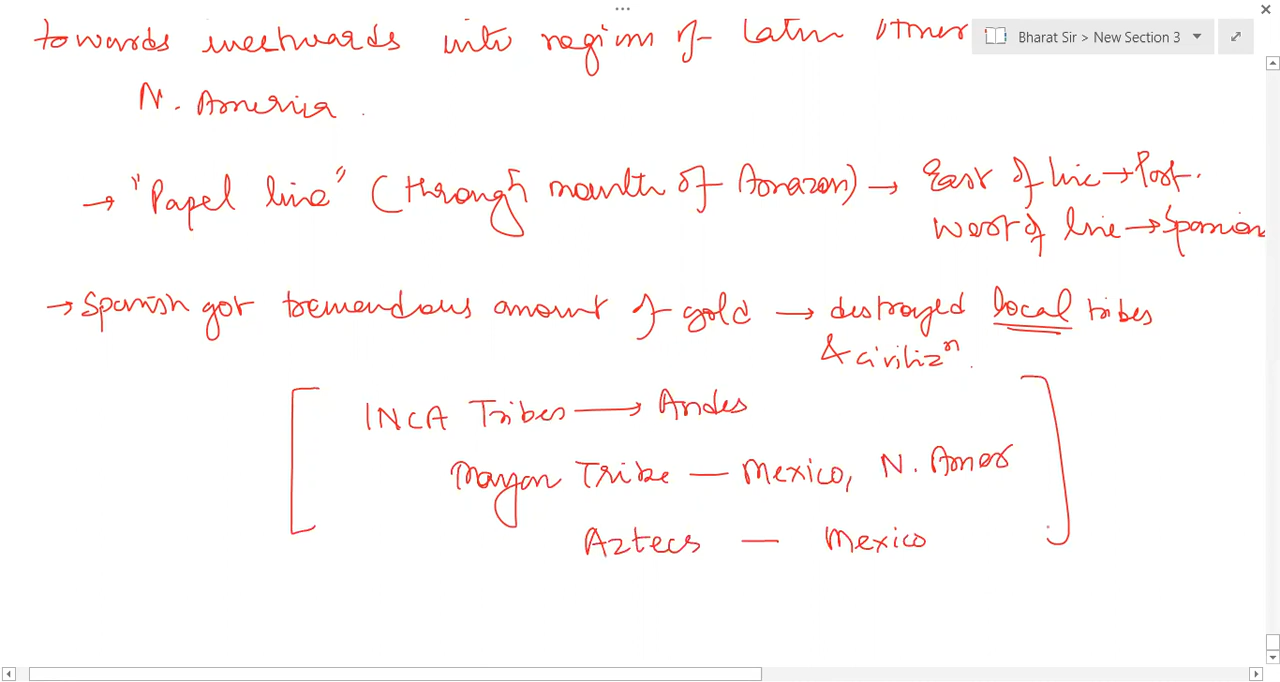 Bharat Sir > New Section 3
towards westwards into region of Latin Amer
N. America.
→ "Papel line" (through mouth of Amazon) → East of line → Port.
West of line → Spanish
→ Spanish got tremendous amount of gold → destroyed local tribes
& civilizⁿ.
INCA Tribes → Andes
Mayan Tribe — Mexico, N. Amer
Aztecs — Mexico